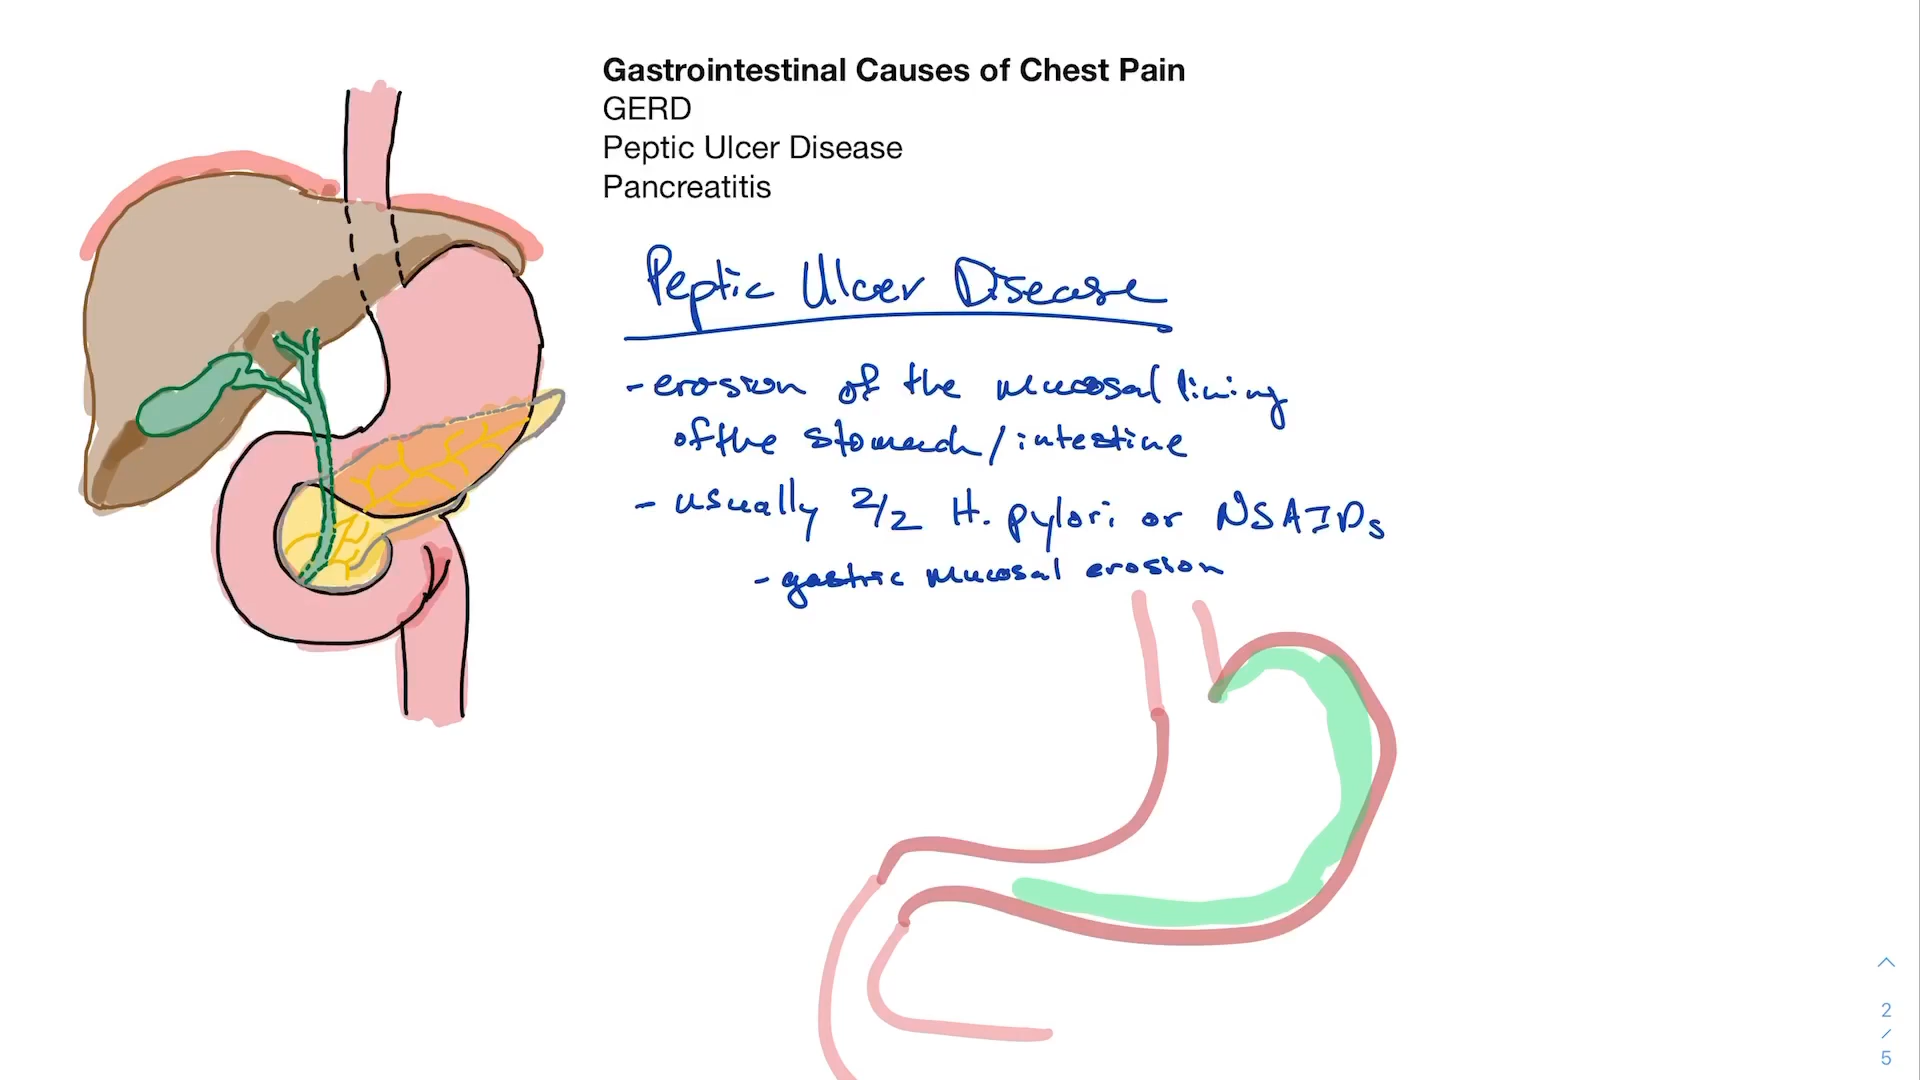 Gastrointestinal Causes of Chest Pain
GERD
Peptic Ulcer Disease
Pancreatitis
Peptic Ulcer Disease
- erosion of the mucosal lining
of the stomach/intestine
- usually 2/2 H. pylori or NSAIDs
- gastric mucosal erosion
2
/
5